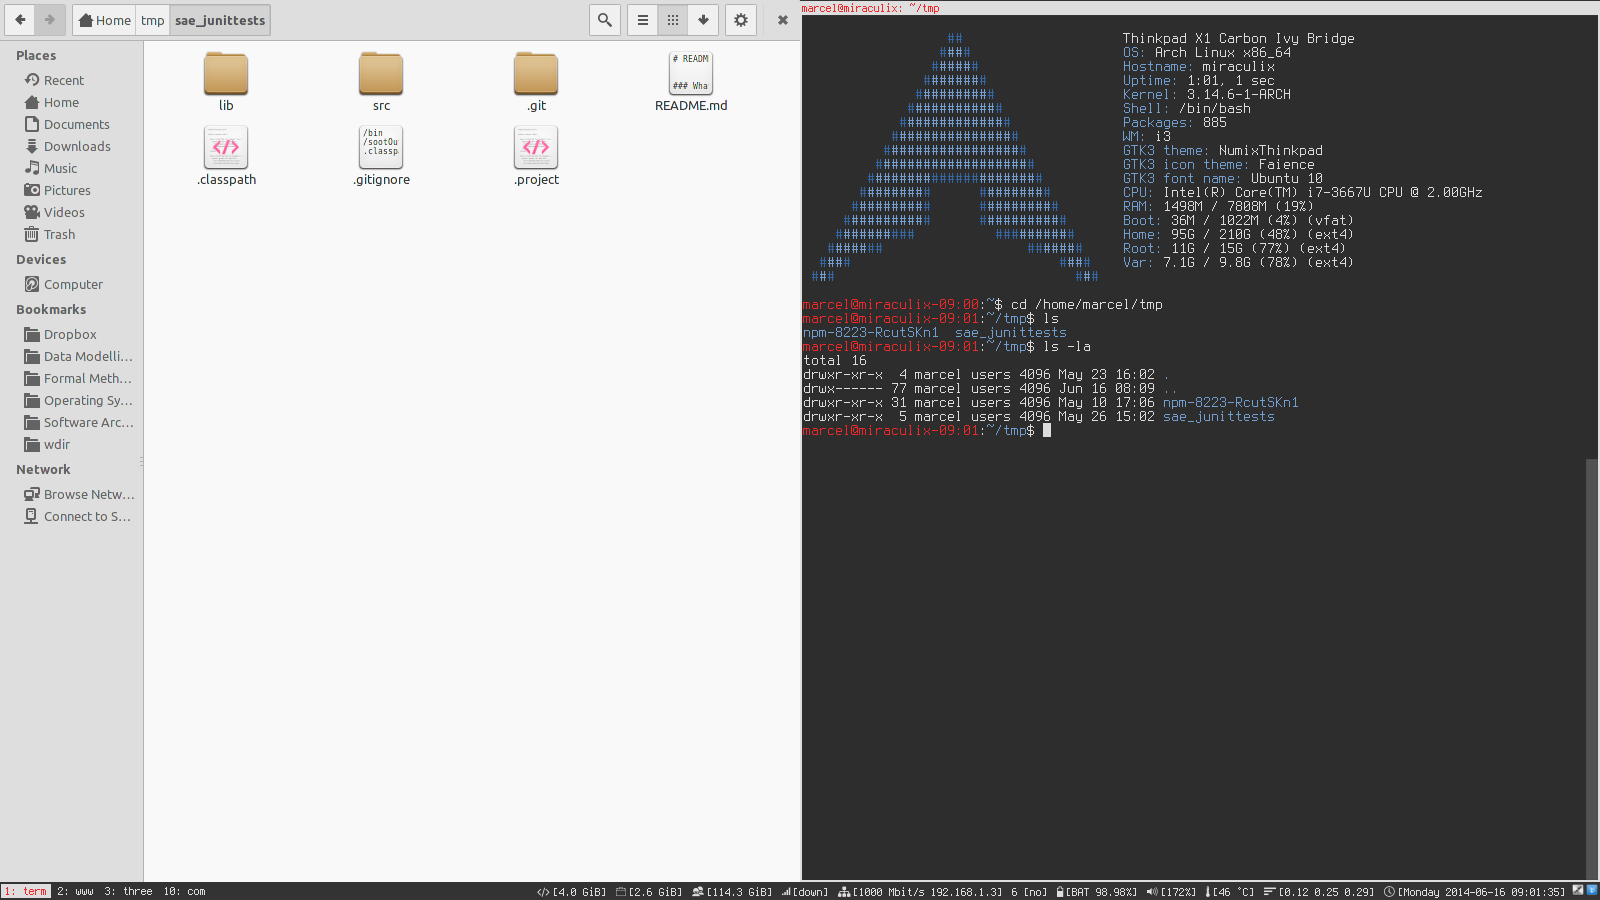 Home tmp sae_junittests
Places
Recent
Home
Documents
Downloads
Music
Pictures
Videos
Trash
Devices
Computer
Bookmarks
Dropbox
Data Modelli...
Formal Meth...
Operating Sy...
Software Arc...
wdir
Network
Browse Netw...
Connect to S...
# READM
### Wha
lib src .git README.md
</>
/bin
/sootOu
.classp
</>
.classpath .gitignore .project
marcel@miraculix: ~/tmp
Thinkpad X1 Carbon Ivy Bridge
OS: Arch Linux x86_64
Hostname: miraculix
Uptime: 1:01, 1 sec
Kernel: 3.14.6-1-ARCH
Shell: /bin/bash
Packages: 885
WM: i3
GTK3 theme: NumixThinkpad
GTK3 icon theme: Faience
GTK3 font name: Ubuntu 10
CPU: Intel(R) Core(TM) i7-3667U CPU @ 2.00GHz
RAM: 1498M / 7808M (19%)
Boot: 36M / 1022M (4%) (vfat)
Home: 95G / 210G (48%) (ext4)
Root: 11G / 15G (77%) (ext4)
Var: 7.1G / 9.8G (78%) (ext4)
marcel@miraculix-09:00:~$ cd /home/marcel/tmp
marcel@miraculix-09:01:~/tmp$ ls
npm-8223-RcutSKn1  sae_junittests
marcel@miraculix-09:01:~/tmp$ ls -la
total 16
drwxr-xr-x  4 marcel users 4096 May 23 16:02 .
drwx------ 77 marcel users 4096 Jun 16 08:09 ..
drwxr-xr-x 31 marcel users 4096 May 10 17:06 npm-8223-RcutSKn1
drwxr-xr-x  5 marcel users 4096 May 26 15:02 sae_junittests
marcel@miraculix-09:01:~/tmp$
1: term 2: www 3: three 10: com </>[4.0 GiB] [2.6 GiB] [114.3 GiB] [down] [1000 Mbit/s 192.168.1.3] 6 [no] [BAT 98.98%] [172%] [46 °C] [0.12 0.25 0.29] [Monday 2014-06-16 09:01:35]